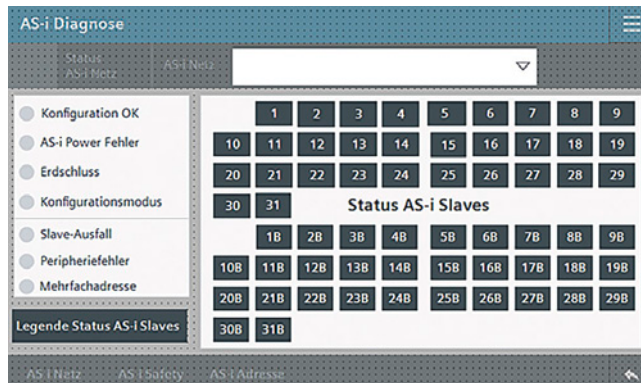 AS-i Diagnose
Status
AS-i Netz
AS-i Netz
Konfiguration OK
AS-i Power Fehler
Erdschluss
Konfigurationsmodus
Slave-Ausfall
Peripheriefehler
Mehrfachadresse
Legende Status AS-i Slaves
1 2 3 4 5 6 7 8 9
10 11 12 13 14 15 16 17 18 19
20 21 22 23 24 25 26 27 28 29
30 31 Status AS-i Slaves
1B 2B 3B 4B 5B 6B 7B 8B 9B
10B 11B 12B 13B 14B 15B 16B 17B 18B 19B
20B 21B 22B 23B 24B 25B 26B 27B 28B 29B
30B 31B
AS-i Netz AS-i Safety AS-i Adresse